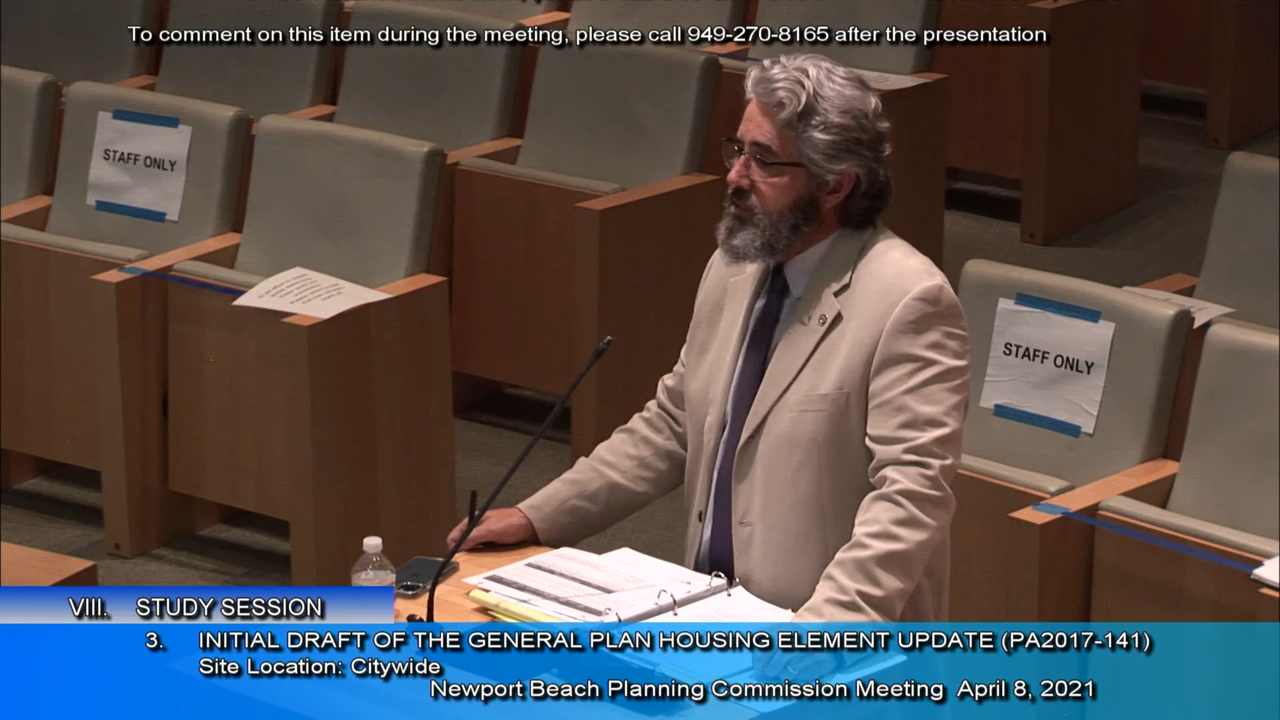 To comment on this item during the meeting, please call 949-270-8165 after the presentation
STAFF ONLY
STAFF ONLY
VIII. STUDY SESSION
3. INITIAL DRAFT OF THE GENERAL PLAN HOUSING ELEMENT UPDATE (PA2017-141)
Site Location: Citywide
Newport Beach Planning Commission Meeting April 8, 2021